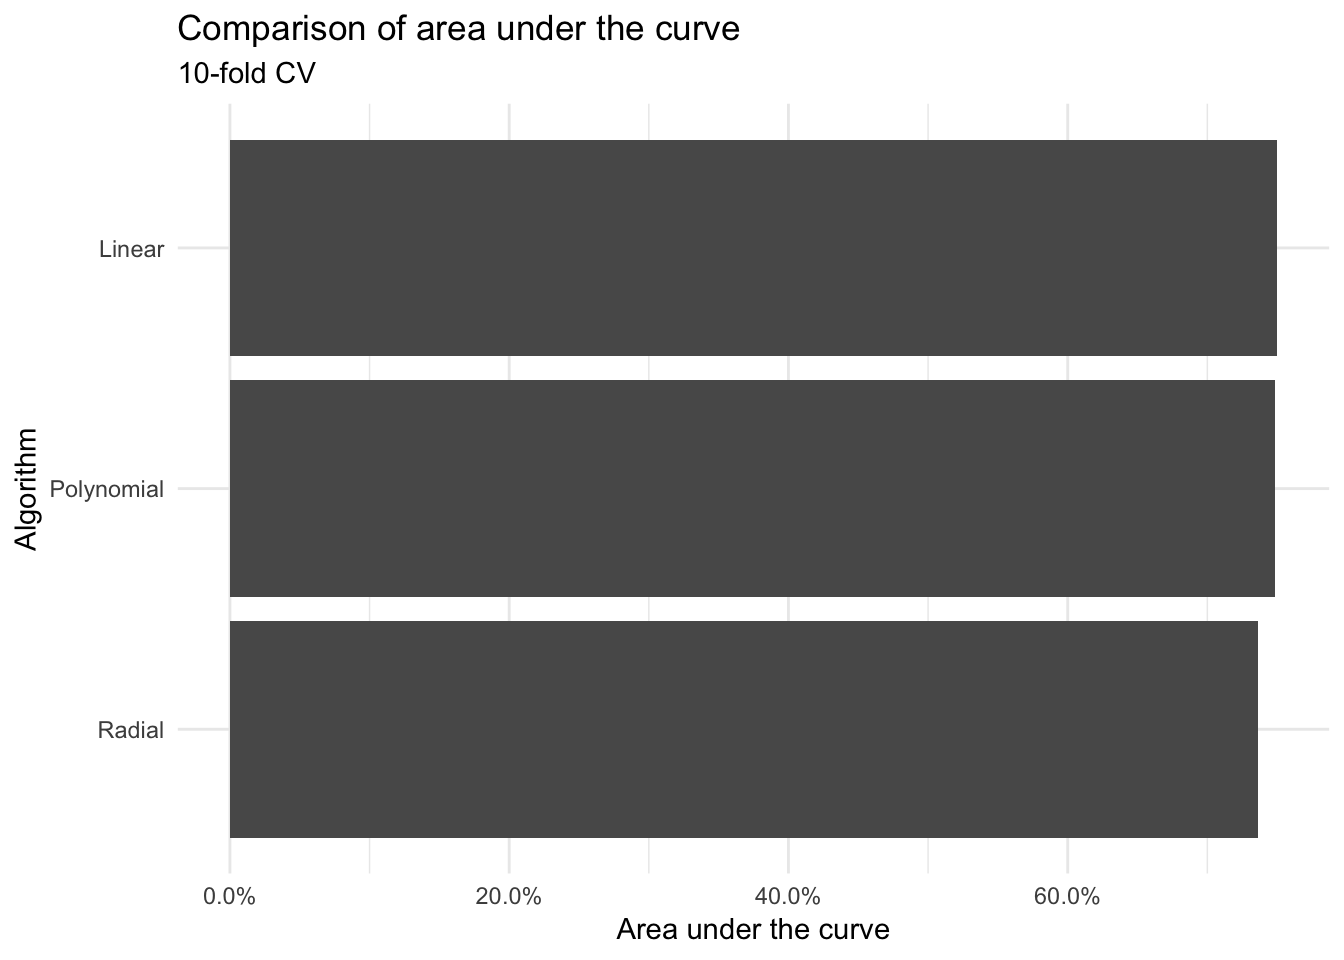 Comparison of area under the curve
10-fold CV
Algorithm
Linear
Polynomial
Radial
0.0% 20.0% 40.0% 60.0%
Area under the curve